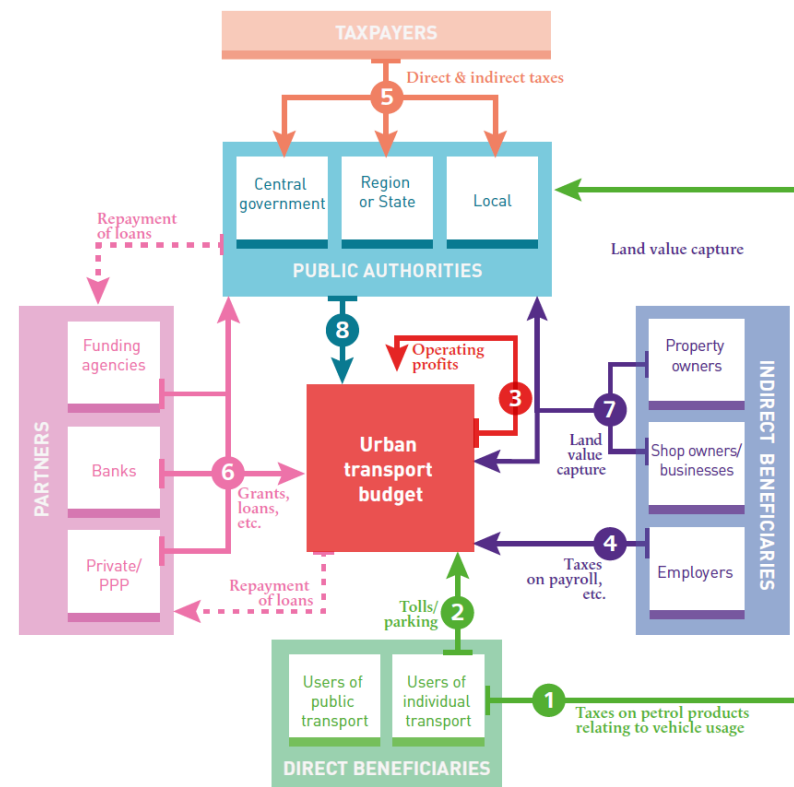 TAXPAYERS
Direct & indirect taxes
5
Central
government
Region
or State
Local
PUBLIC AUTHORITIES
Repayment
of loans
Land value capture
8
Funding
agencies
Banks
Private/
PPP
PARTNERS
6
Grants,
loans,
etc.
Operating
profits
3
Urban
transport
budget
7
Land
value
capture
Property
owners
Shop owners/
businesses
Employers
INDIRECT BENEFICIARIES
4
Taxes
on payroll,
etc.
Repayment
of loans
Tolls/
parking
2
Users of
public
transport
Users of
individual
transport
DIRECT BENEFICIARIES
1
Taxes on petrol products
relating to vehicle usage